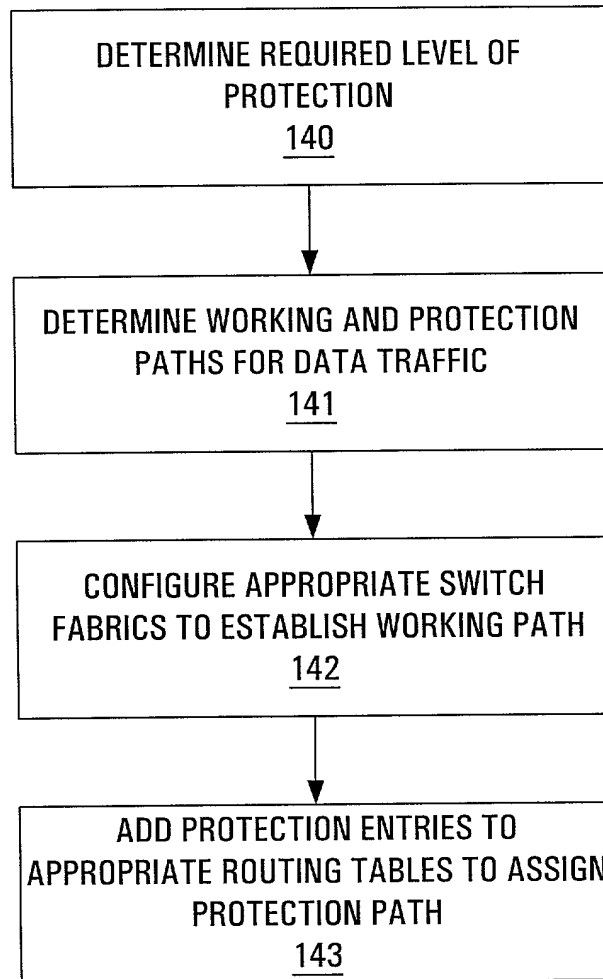 DETERMINE REQUIRED LEVEL OF
PROTECTION
140
DETERMINE WORKING AND PROTECTION
PATHS FOR DATA TRAFFIC
141
CONFIGURE APPROPRIATE SWITCH
FABRICS TO ESTABLISH WORKING PATH
142
ADD PROTECTION ENTRIES TO
APPROPRIATE ROUTING TABLES TO ASSIGN
PROTECTION PATH
143